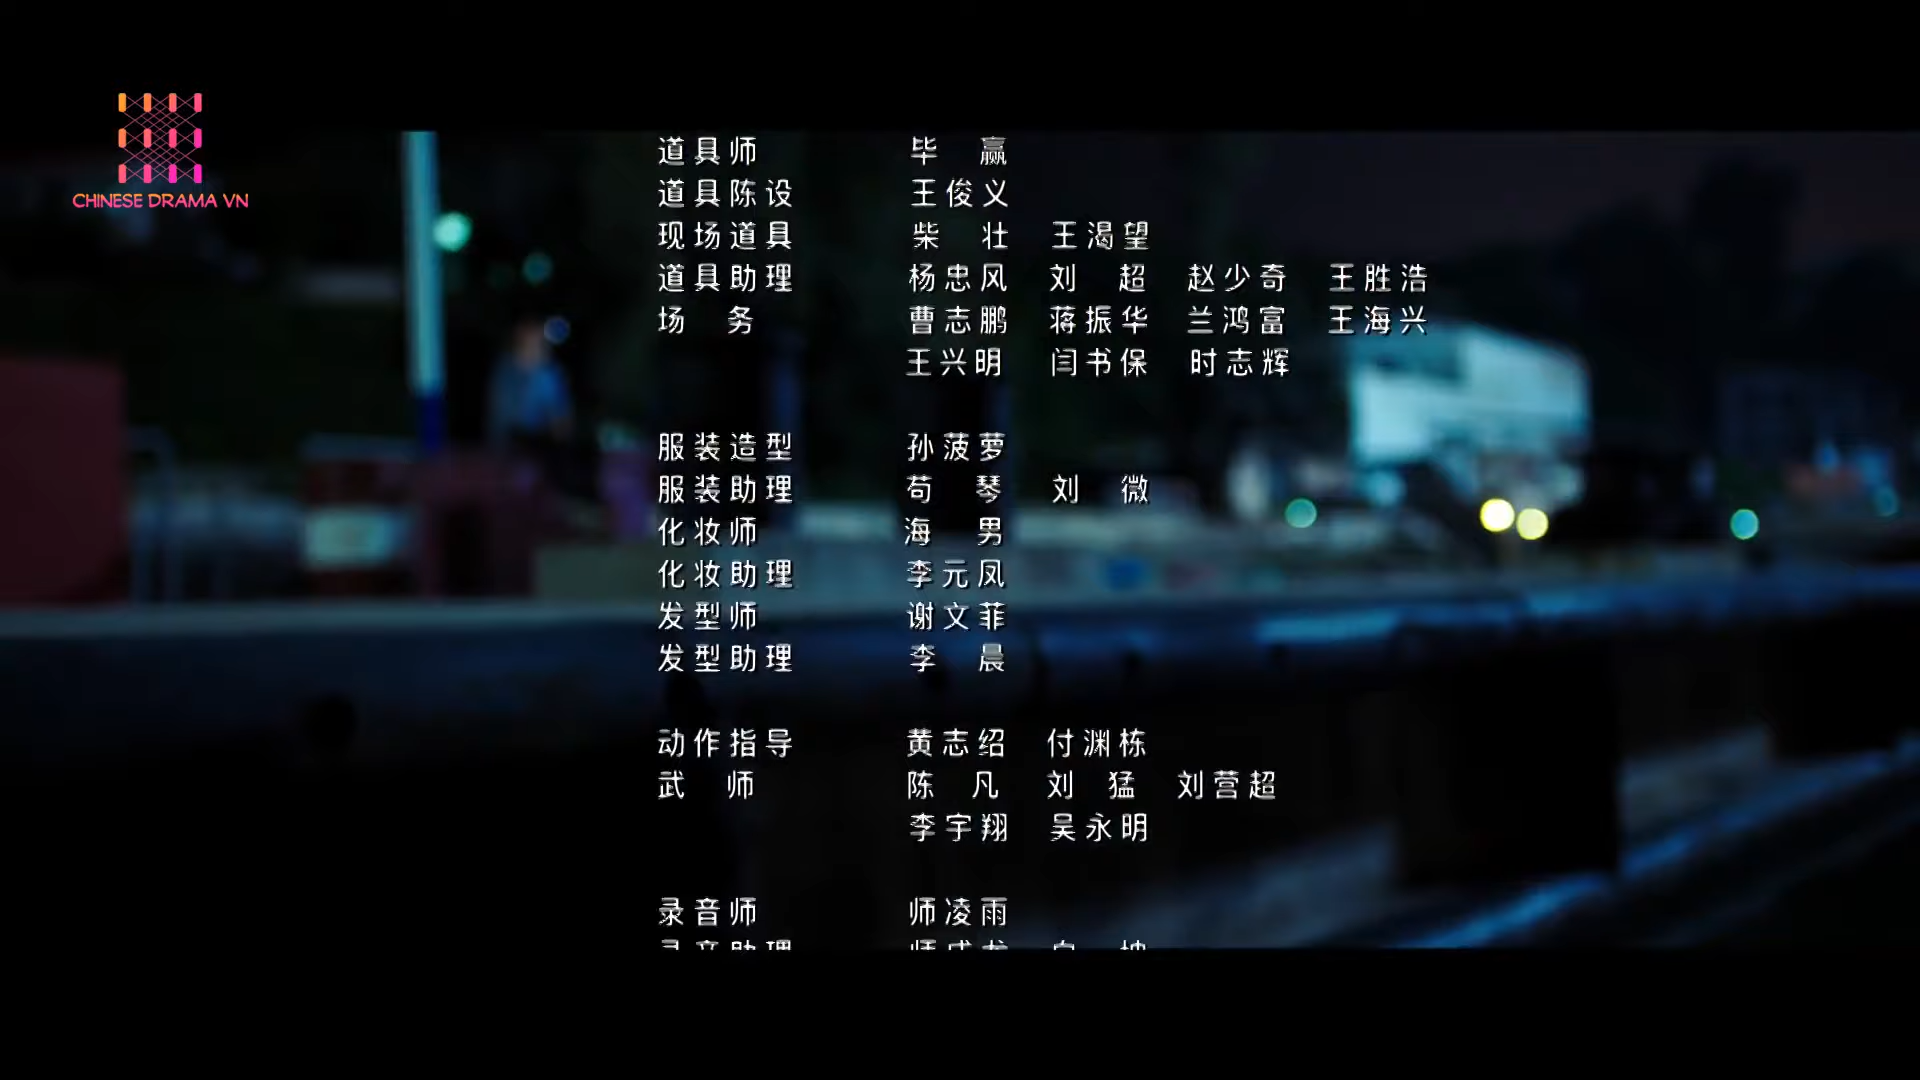 CHINESE DRAMA VN
道具师 毕 赢
道具陈设 王俊义
现场道具 柴 壮 王渴望
道具助理 杨忠风 刘 超 赵少奇 王胜浩
场 务 曹志鹏 蒋振华 兰鸿富 王海兴
王兴明 闫书保 时志辉
服装造型 孙菠萝
服装助理 苟 琴 刘 微
化妆师 海 男
化妆助理 李元凤
发型师 谢文菲
发型助理 李 晨
动作指导 黄志绍 付渊栋
武 师 陈 凡 刘 猛 刘营超
李宇翔 吴永明
录音师 师凌雨